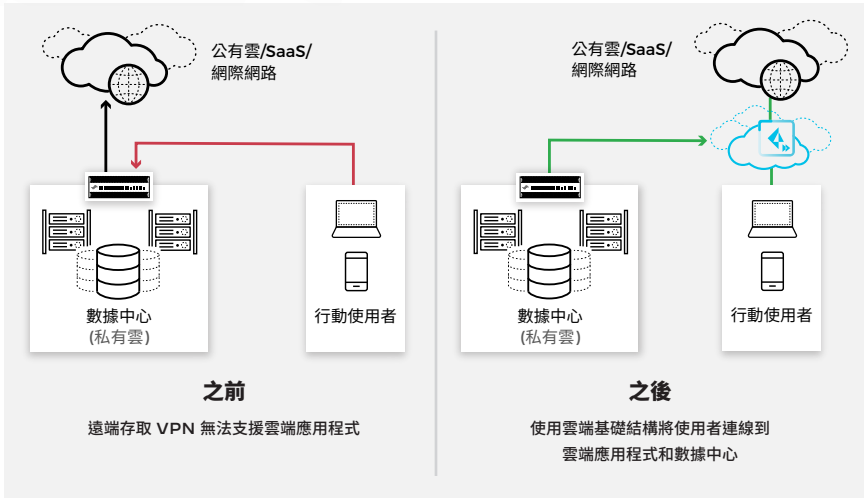 公有雲/SaaS/
網際網路
數據中心
(私有雲)
行動使用者
之前
遠端存取 VPN 無法支援雲端應用程式
公有雲/SaaS/
網際網路
數據中心
(私有雲)
行動使用者
之後
使用雲端基礎結構將使用者連線到
雲端應用程式和數據中心